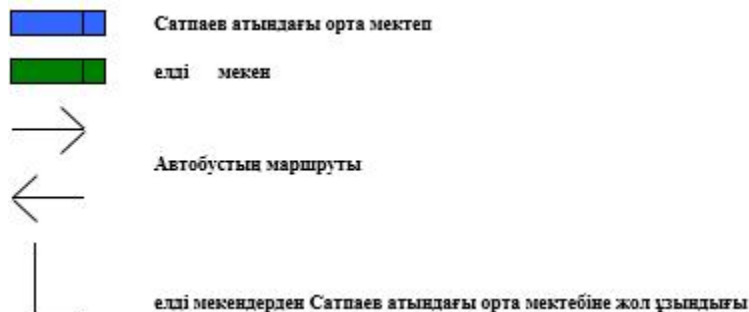 Сатпаев атындағы орта мектеп
елді мекен
Автобустың маршруты
елді мекендерден Сатпаев атындағы орта мектебіне жол ұзындығы